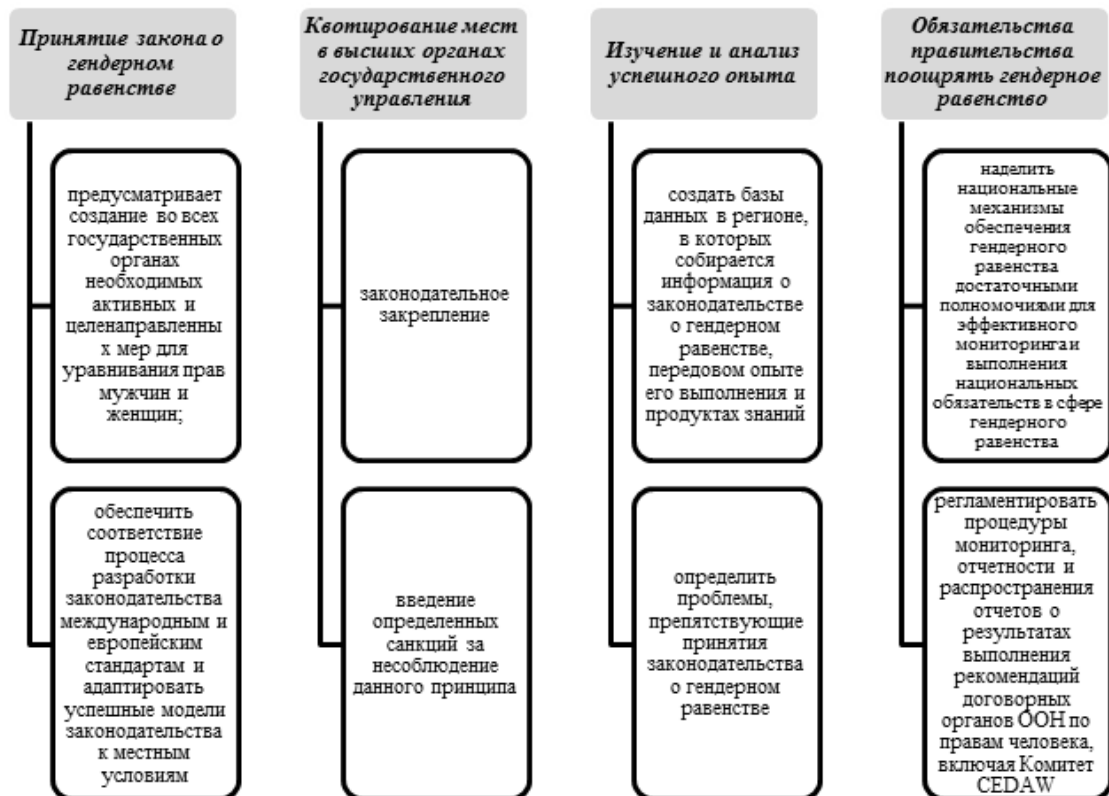 Принятие закона о
гендерном
равенстве
предусматривает
создание во всех
государственных
органах
необходимых
активных и
целенаправленны
х мер для
уравнивания прав
мужчин и
женщин;
обеспечить
соответствие
процесса
разработки
законодательства
международным и
европейским
стандартам и
адаптировать
успешные модели
законодательства
к местным
условиям
Квотирование мест
в высших органах
государственного
управления
законодательное
закрепление
введение
определенных
санкций за
несоблюдение
данного принципа
Изучение и анализ
успешного опыта
создать базы
данных в регионе,
в которых
собирается
информация о
законодательстве
о гендерном
равенстве,
передовом опыте
его выполнения и
продуктах знаний
определить
проблемы,
препятствующие
принятия
законодательства
о гендерном
равенстве
Обязательства
правительства
поощрять гендерное
равенство
наделить
национальные
механизмы
обеспечения
гендерного
равенства
достаточными
полномочиями для
эффективного
мониторинга и
выполнения
национальных
обязательств в сфере
гендерного
равенства
регламентировать
процедуры
мониторинга,
отчетности и
распространения
отчетов о
результатах
выполнения
рекомендаций
договорных
органов ООН по
правам человека,
включая Комитет
CEDAW